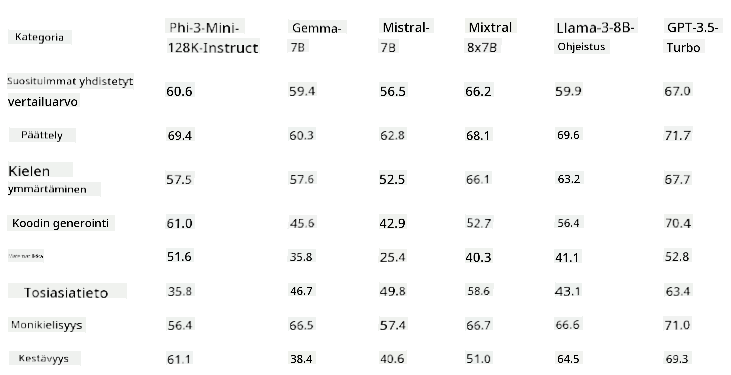 Kategoria Phi-3-Mini-128K-Instruct Gemma-7B Mistral-7B Mixtral 8x7B Llama-3-8B-Ohjeistus GPT-3.5-Turbo
Suosituimmat yhdistetyt vertailuarvo 60.6 59.4 56.5 66.2 59.9 67.0
Päättely 69.4 60.3 62.8 68.1 69.6 71.7
Kielen ymmärtäminen 57.5 57.6 52.5 66.1 63.2 67.7
Koodin generointi 61.0 45.6 42.9 52.7 56.4 70.4
51.6 35.8 25.4 40.3 41.1 52.8
Tosiasiatieto 35.8 46.7 49.8 58.6 43.1 63.4
Monikielisyys 56.4 66.5 57.4 66.7 66.6 71.0
Kestävyys 61.1 38.4 40.6 51.0 64.5 69.3